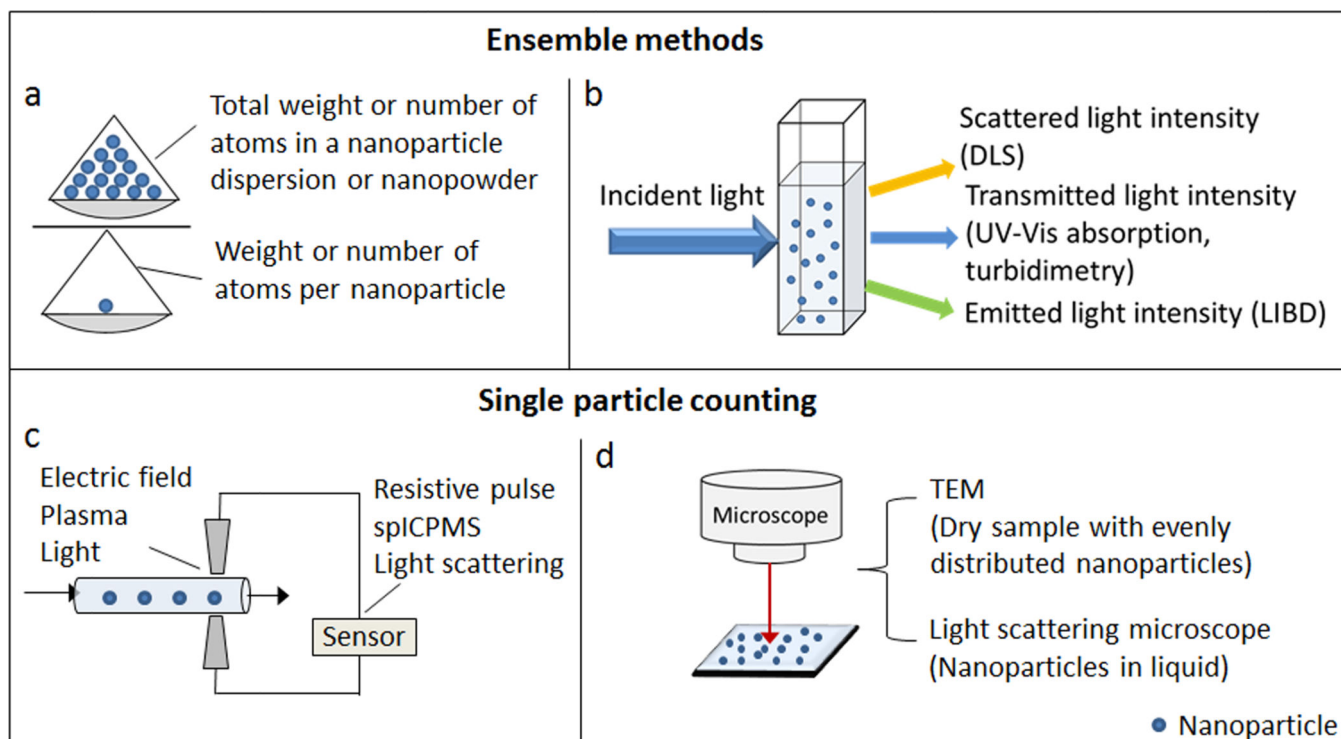 Ensemble methods
a
Total weight or number of
atoms in a nanoparticle
dispersion or nanopowder
Weight or number of
atoms per nanoparticle
b
Incident light
Scattered light intensity
(DLS)
Transmitted light intensity
(UV-Vis absorption,
turbidimetry)
Emitted light intensity (LIBD)
Single particle counting
c
Electric field
Plasma
Light
Resistive pulse
spICPMS
Light scattering
Sensor
d
Microscope
TEM
(Dry sample with evenly
distributed nanoparticles)
Light scattering microscope
(Nanoparticles in liquid)
Nanoparticle